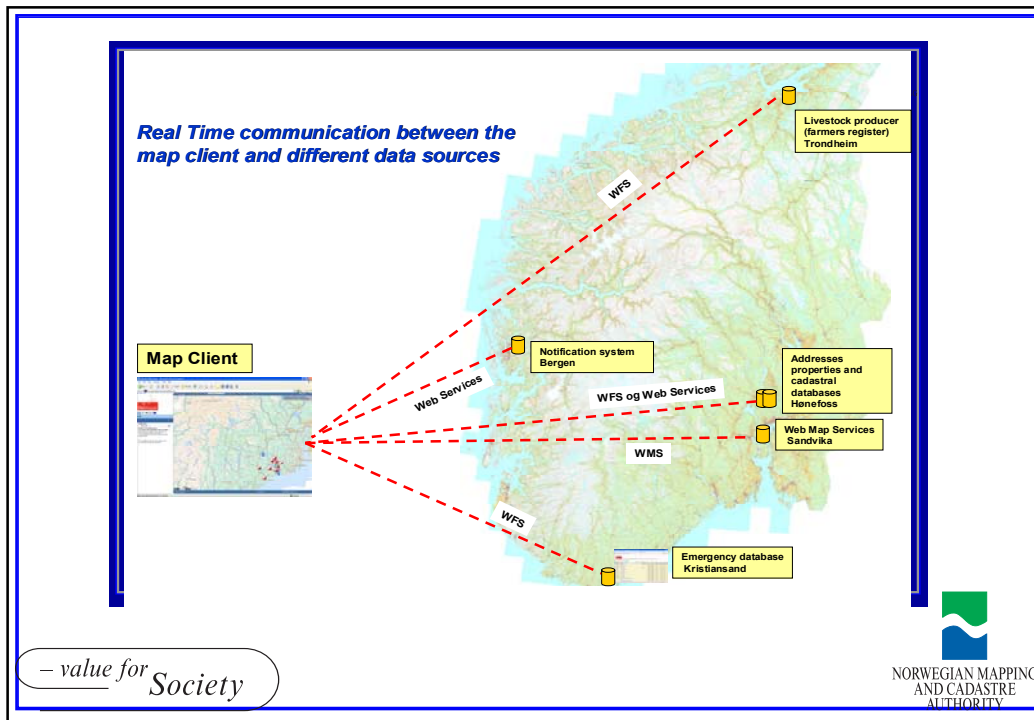 Real Time communication between the
map client and different data sources
Livestock producer
(farmers register)
Trondheim
WFS
Map Client
Notification system
Bergen
Web Services
Addresses
properties and
cadastral
databases
Hønefoss
WFS og Web Services
Web Map Services
Sandvika
WMS
WFS
Emergency database
Kristiansand
– value for
Society
NORWEGIAN MAPPING
AND CADASTRE
AUTHORITY